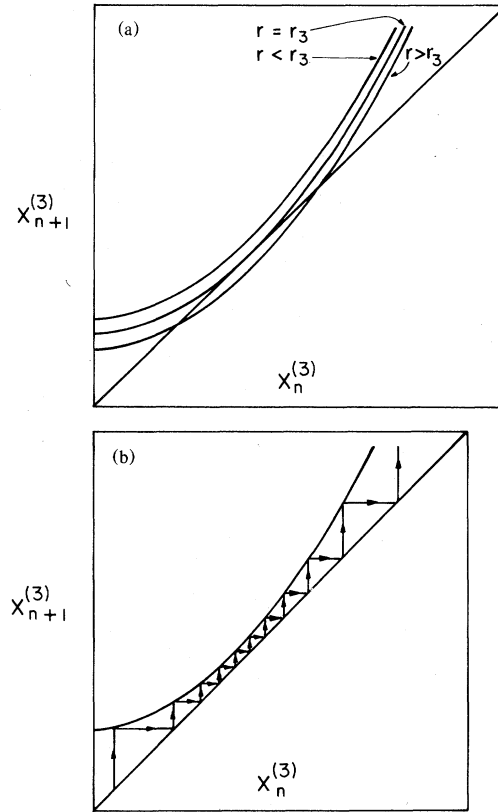 (a)
r = r₃
r < r₃
r>r₃
X⁽³⁾ₙ₊₁
X⁽³⁾ₙ
(b)
X⁽³⁾ₙ₊₁
X⁽³⁾ₙ